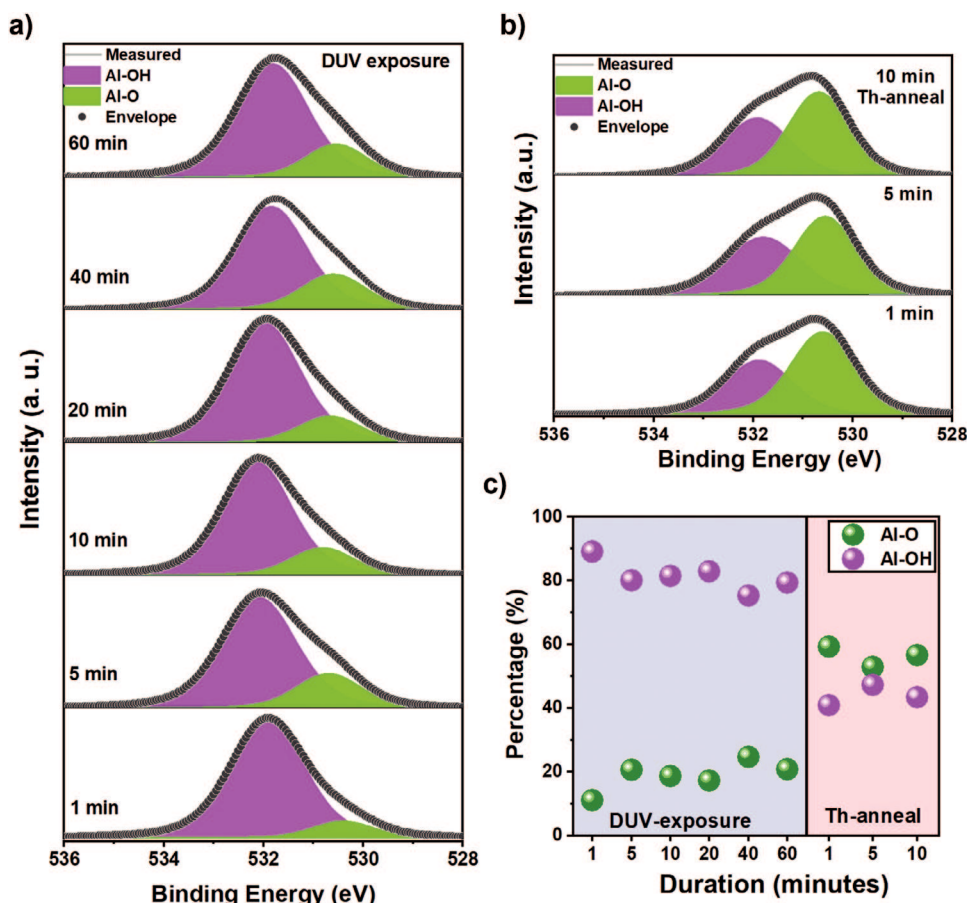 a)
Measured
Al-OH
Al-O
Envelope
DUV exposure
60 min
40 min
20 min
10 min
5 min
1 min
Intensity (a. u.)
536 534 532 530 528
Binding Energy (eV)
b)
Measured
Al-O
Al-OH
Envelope
10 min
Th-anneal
5 min
1 min
Intensity (a.u.)
536 534 532 530 528
Binding Energy (eV)
c)
100
80
60
40
20
0
Percentage (%)
Al-O
Al-OH
DUV-exposure
Th-anneal
1 5 10 20 40 60 1 5 10
Duration (minutes)